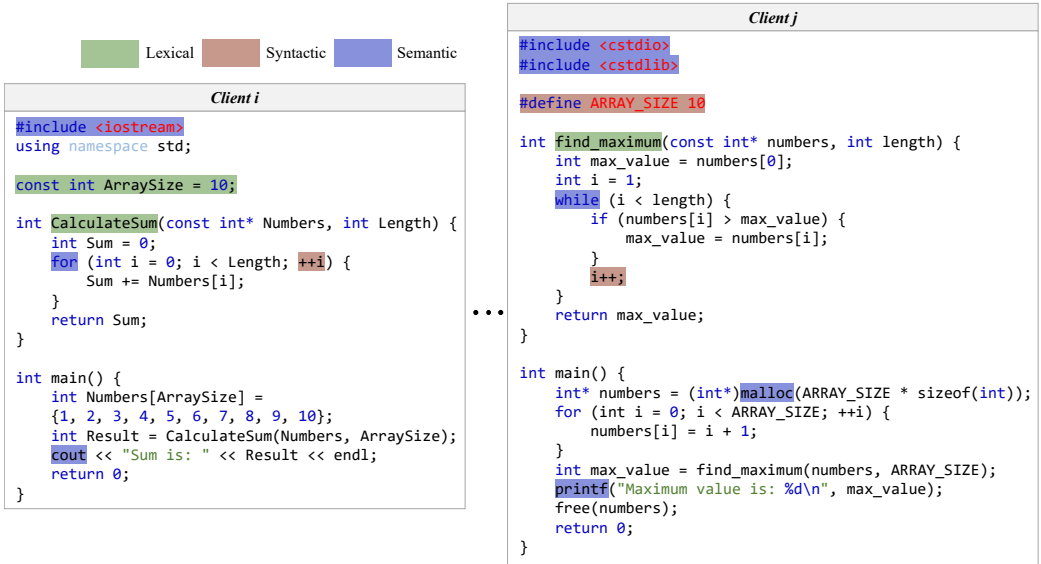 Lexical
Syntactic
Semantic
Client i
#include <iostream>
using namespace std;
const int ArraySize = 10;
int CalculateSum(const int* Numbers, int Length) {
    int Sum = 0;
    for (int i = 0; i < Length; ++i) {
        Sum += Numbers[i];
    }
    return Sum;
}
int main() {
    int Numbers[ArraySize] =
    {1, 2, 3, 4, 5, 6, 7, 8, 9, 10};
    int Result = CalculateSum(Numbers, ArraySize);
    cout << "Sum is: " << Result << endl;
    return 0;
}
...
Client j
#include <cstdio>
#include <cstdlib>
#define ARRAY_SIZE 10
int find_maximum(const int* numbers, int length) {
    int max_value = numbers[0];
    int i = 1;
    while (i < length) {
        if (numbers[i] > max_value) {
            max_value = numbers[i];
        }
        i++;
    }
    return max_value;
}
int main() {
    int* numbers = (int*)malloc(ARRAY_SIZE * sizeof(int));
    for (int i = 0; i < ARRAY_SIZE; ++i) {
        numbers[i] = i + 1;
    }
    int max_value = find_maximum(numbers, ARRAY_SIZE);
    printf("Maximum value is: %d\n", max_value);
    free(numbers);
    return 0;
}